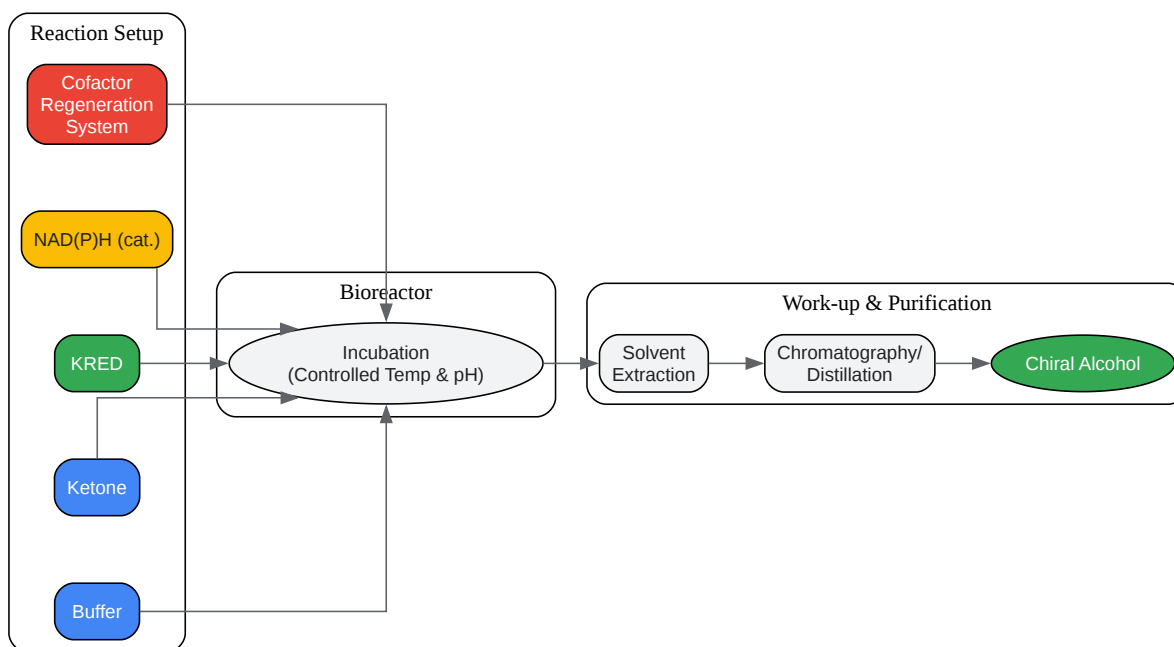 Reaction Setup
Cofactor
Regeneration
System
NAD(P)H (cat.)
KRED
Ketone
Buffer
Bioreactor
Incubation
(Controlled Temp & pH)
Work-up & Purification
Solvent
Extraction
Chromatography/
Distillation
Chiral Alcohol